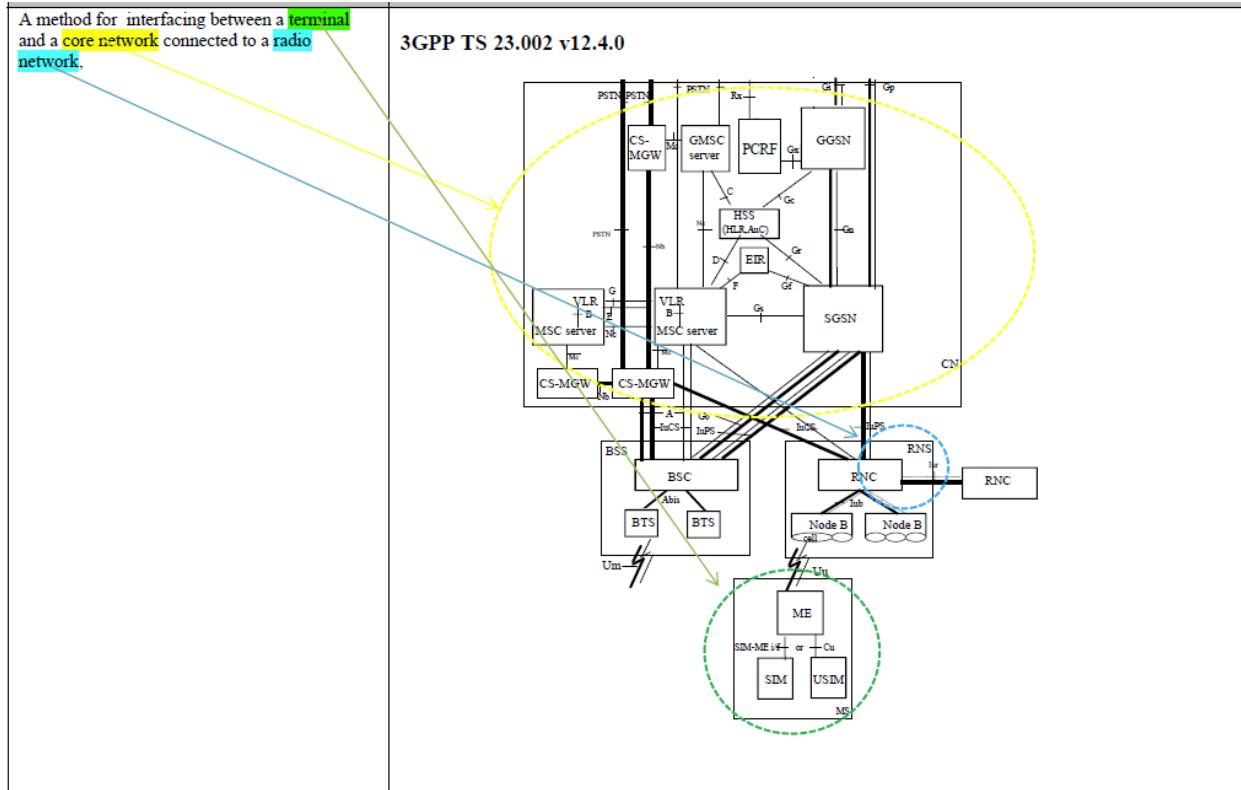 A method for interfacing between a terminal
and a core network connected to a radio
network,
3GPP TS 23.002 v12.4.0
PSTN PSTN PSTN Rx Gi Gp
CS-
MGW
Mc
GMSC
server
PCRF
Gx
GGSN
C
Gc
HSS
(HLR,AuC)
PSTN
Nb
Nc
Gn
D
EIR
Gr
F
Gf
G
VLR
B
E
MSC server
Nc
VLR
B
MSC server
Gs
SGSN
Mc
Mc
CN
CS-MGW
Nb
CS-MGW
A
Gb
IuCS
IuPS
IuCS
IuPS
BSS
RNS
Iur
BSC
RNC
RNC
Abis
Iub
BTS
BTS
Node B
cell
Node B
Um
Uu
ME
SIM-ME i/f
or
Cu
SIM
USIM
MS